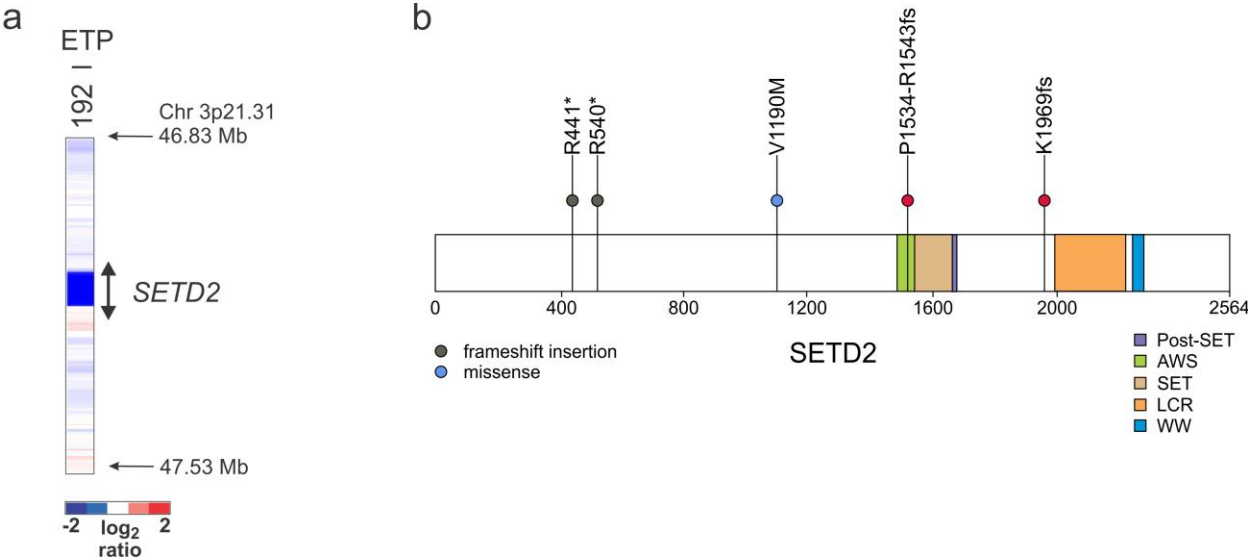 a
ETP
192
Chr 3p21.31
46.83 Mb
SETD2
47.53 Mb
-2 log2 2
ratio
b
R441*
R540*
V1190M
P1534-R1543fs
K1969fs
0 400 800 1200 1600 2000 2564
SETD2
frameshift insertion
missense
Post-SET
AWS
SET
LCR
WW